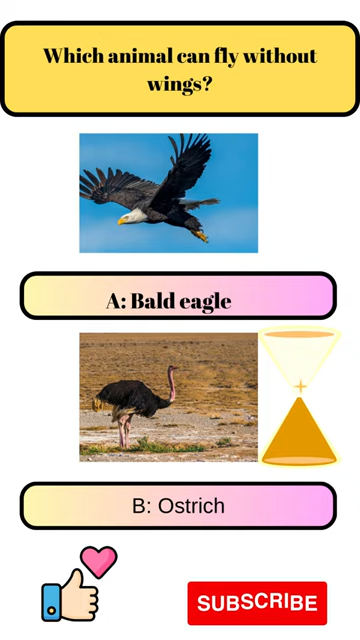 Which animal can fly without
wings?
A: Bald eagle
B: Ostrich
SUBSCRIBE